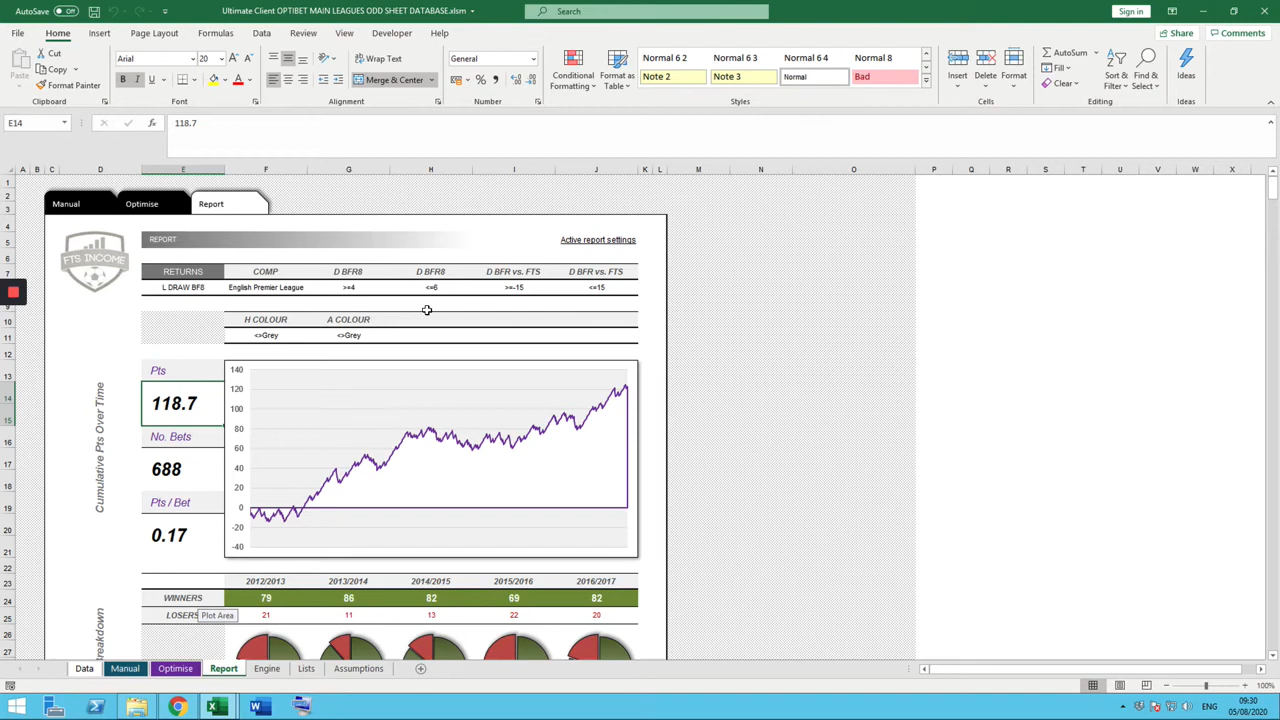 AutoSave Off Ultimate Client OPTIBET MAIN LEAGUES ODD SHEET DATABASE.xlsm Search Sign in
File Home Insert Page Layout Formulas Data Review View Developer Help Share Comments
Cut Arial 20 Wrap Text General Normal 6 2 Normal 6 3 Normal 6 4 Normal 8 AutoSum
Paste Copy Format Painter B I U Merge & Center Conditional Formatting Format as Table Note 2 Note 3 Normal Bad Insert Delete Format Fill Clear Sort & Filter Find & Select Ideas
Clipboard Font Alignment Number Styles Cells Editing Ideas
E14 118.7
A B C D E F G H I J K L M N O P Q R S T U V W X
Manual Optimise Report
FTS INCOME
REPORT Active report settings
RETURNS COMP D BFR8 D BFR8 D BFR vs. FTS D BFR vs. FTS
L DRAW BF8 English Premier League >=4 <=6 >=-15 <=15
H COLOUR A COLOUR
<>Grey <>Grey
Cumulative Pts Over Time
Pts
118.7
No. Bets
688
Pts / Bet
0.17
140
120
100
80
60
40
20
0
-20
-40
2012/2013 2013/2014 2014/2015 2015/2016 2016/2017
WINNERS 79 86 82 69 82
LOSERS Plot Area 21 11 13 22 20
Data Manual Optimise Report Engine Lists Assumptions
100%
ENG 09:30
05/08/2020